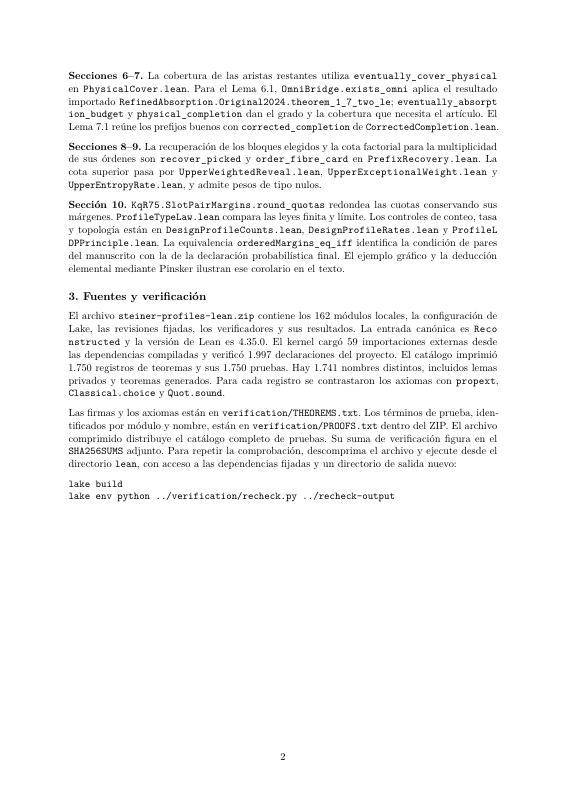 Secciones 6–7. La cobertura de las aristas restantes utiliza eventually_cover_physical
en PhysicalCover.lean. Para el Lema 6.1, OmniBridge.exists_omni aplica el resultado
importado RefinedAbsorption.Original2024.theorem_1_7_two_le; eventually_absorpt
ion_budget y physical_completion dan el grado y la cobertura que necesita el artículo. El
Lema 7.1 reúne los prefijos buenos con corrected_completion de CorrectedCompletion.lean.
Secciones 8–9. La recuperación de los bloques elegidos y la cota factorial para la multiplicidad
de sus órdenes son recover_picked y order_fibre_card en PrefixRecovery.lean. La
cota superior pasa por UpperWeightedReveal.lean, UpperExceptionalWeight.lean y
UpperEntropyRate.lean, y admite pesos de tipo nulos.
Sección 10. KqR75.SlotPairMargins.round_quotas redondea las cuotas conservando sus
márgenes. ProfileTypeLaw.lean compara las leyes finita y límite. Los controles de conteo, tasa
y topología están en DesignProfileCounts.lean, DesignProfileRates.lean y ProfileL
DPPrinciple.lean. La equivalencia orderedMargins_eq_iff identifica la condición de pares
del manuscrito con la de la declaración probabilística final. El ejemplo gráfico y la deducción
elemental mediante Pinsker ilustran ese corolario en el texto.
3. Fuentes y verificación
El archivo steiner-profiles-lean.zip contiene los 162 módulos locales, la configuración de
Lake, las revisiones fijadas, los verificadores y sus resultados. La entrada canónica es Reco
nstructed y la versión de Lean es 4.35.0. El kernel cargó 59 importaciones externas desde
las dependencias compiladas y verificó 1.997 declaraciones del proyecto. El catálogo imprimió
1.750 registros de teoremas y sus 1.750 pruebas. Hay 1.741 nombres distintos, incluidos lemas
privados y teoremas generados. Para cada registro se contrastaron los axiomas con propext,
Classical.choice y Quot.sound.
Las firmas y los axiomas están en verification/THEOREMS.txt. Los términos de prueba, iden-
tificados por módulo y nombre, están en verification/PROOFS.txt dentro del ZIP. El archivo
comprimido distribuye el catálogo completo de pruebas. Su suma de verificación figura en el
SHA256SUMS adjunto. Para repetir la comprobación, descomprima el archivo y ejecute desde el
directorio lean, con acceso a las dependencias fijadas y un directorio de salida nuevo:
lake build
lake env python ../verification/recheck.py ../recheck-output
2